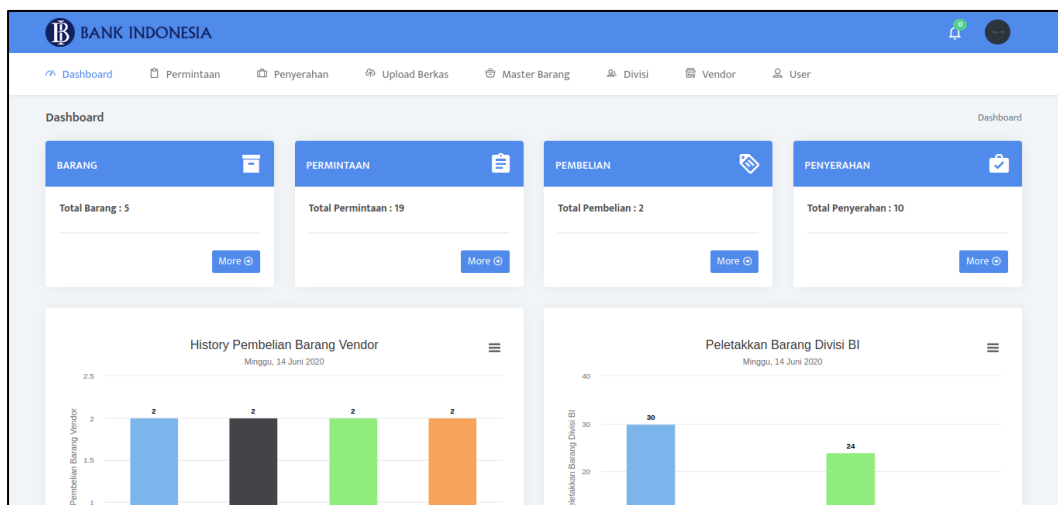 BANK INDONESIA
0
Dashboard Permintaan Penyerahan Upload Berkas Master Barang Divisi Vendor User
Dashboard
Dashboard
BARANG
Total Barang : 5
More
PERMINTAAN
Total Permintaan : 19
More
PEMBELIAN
Total Pembelian : 2
More
PENYERAHAN
Total Penyerahan : 10
More
History Pembelian Barang Vendor
Minggu, 14 Juni 2020
Pembelian Barang Vendor
2.5
2
1.5
1
2 2 2 2
Peletakkan Barang Divisi BI
Minggu, 14 Juni 2020
eletakkan Barang Divisi BI
40
30
20
30
24